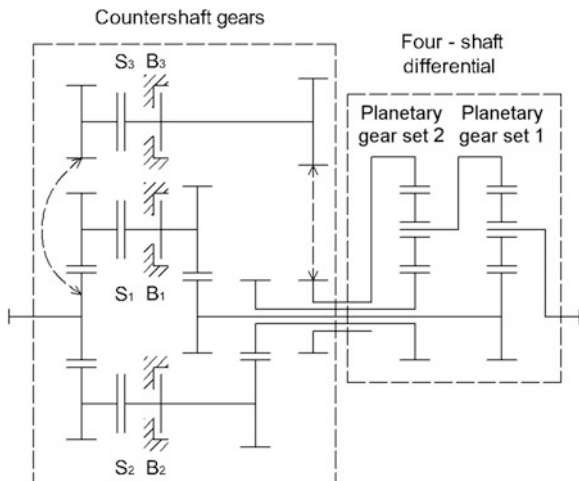 Countershaft gears
Four - shaft
differential
S3 B3
Planetary Planetary
gear set 2 gear set 1
S1 B1
S2 B2